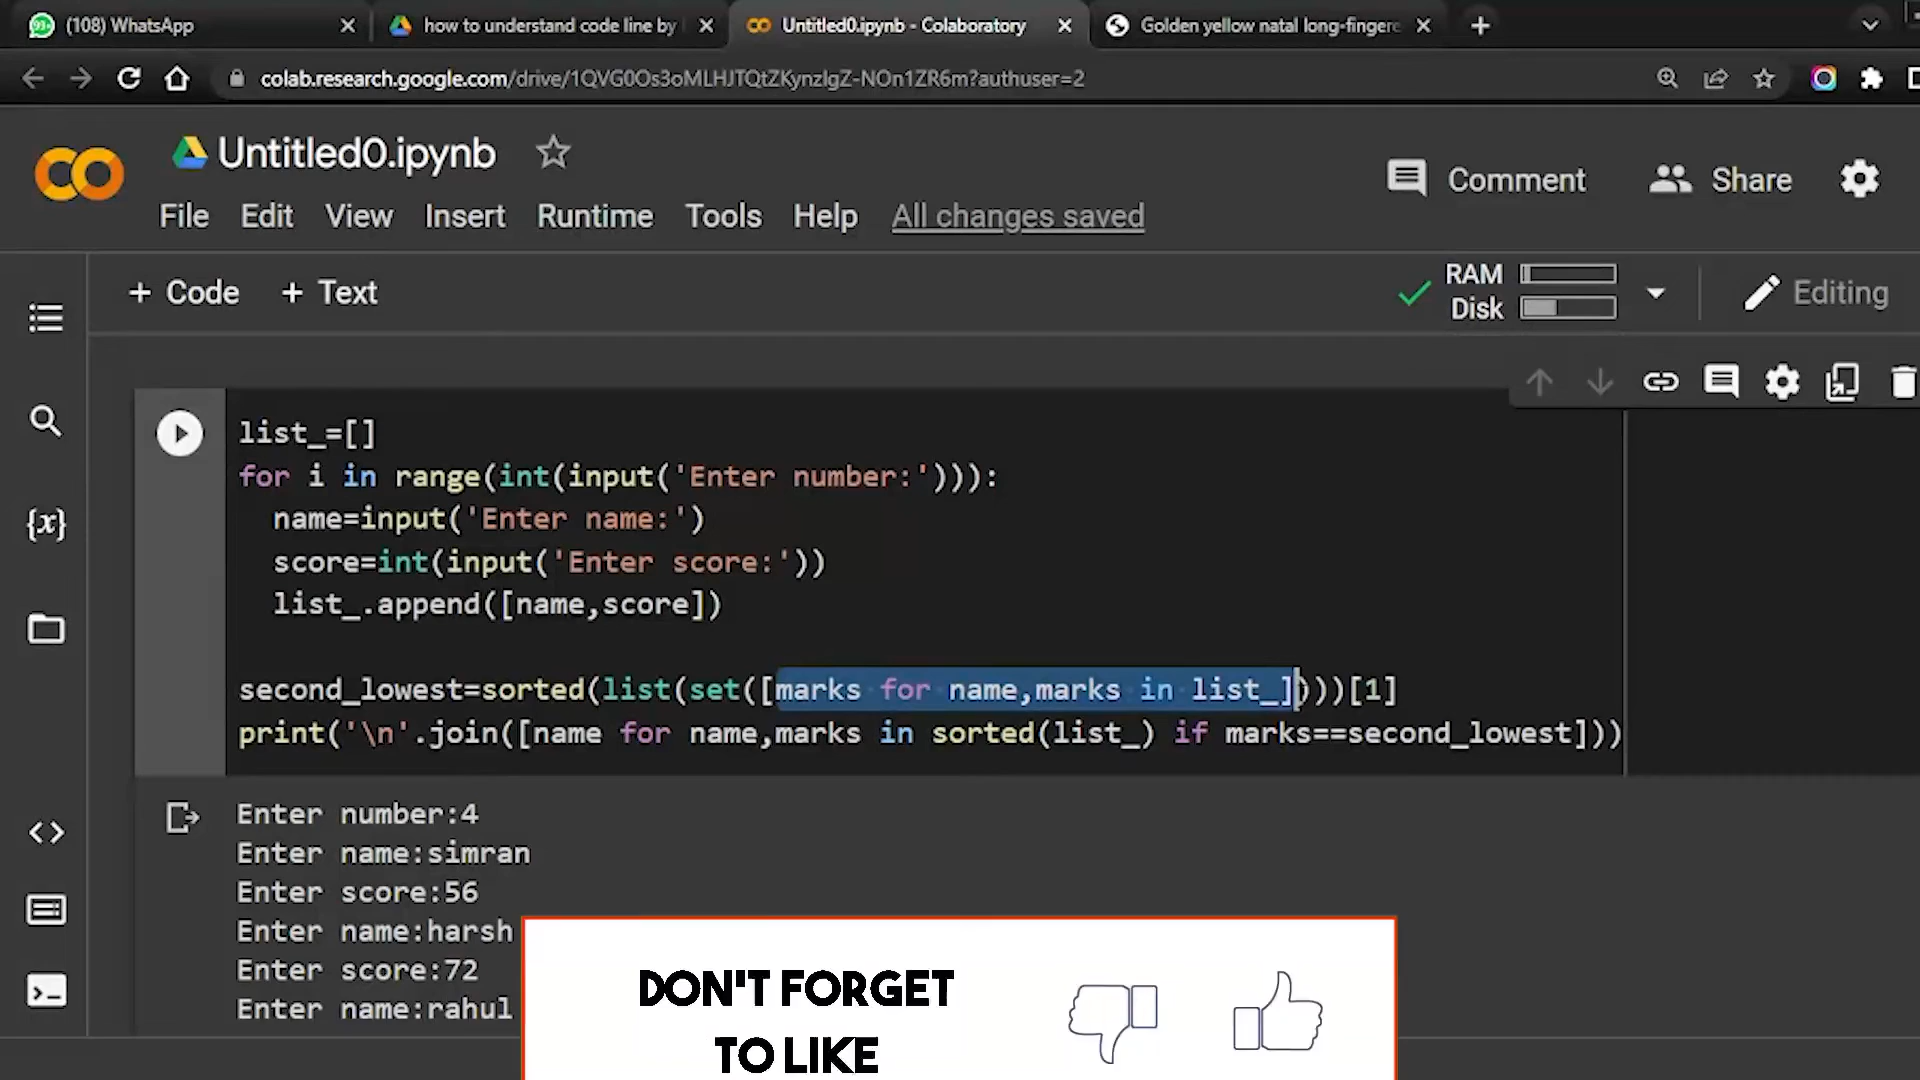 (108) WhatsApp
how to understand code line by
Untitled0.ipynb - Colaboratory
Golden yellow natal long-fingere
colab.research.google.com/drive/1QVG0Os3oMLHJTQtZKynzIgZ-NOn1ZR6m?authuser=2
Untitled0.ipynb
Comment
Share
File Edit View Insert Runtime Tools Help All changes saved
+ Code + Text
RAM
Disk
Editing
list_=[]
for i in range(int(input('Enter number:'))):
name=input('Enter name:')
score=int(input('Enter score:'))
list_.append([name,score])
second_lowest=sorted(list(set([marks for name,marks in list_])))[1]
print('\n'.join([name for name,marks in sorted(list_) if marks==second_lowest]))
Enter number:4
Enter name:simran
Enter score:56
Enter name:harsh
Enter score:72
Enter name:rahul
DON'T FORGET
TO LIKE